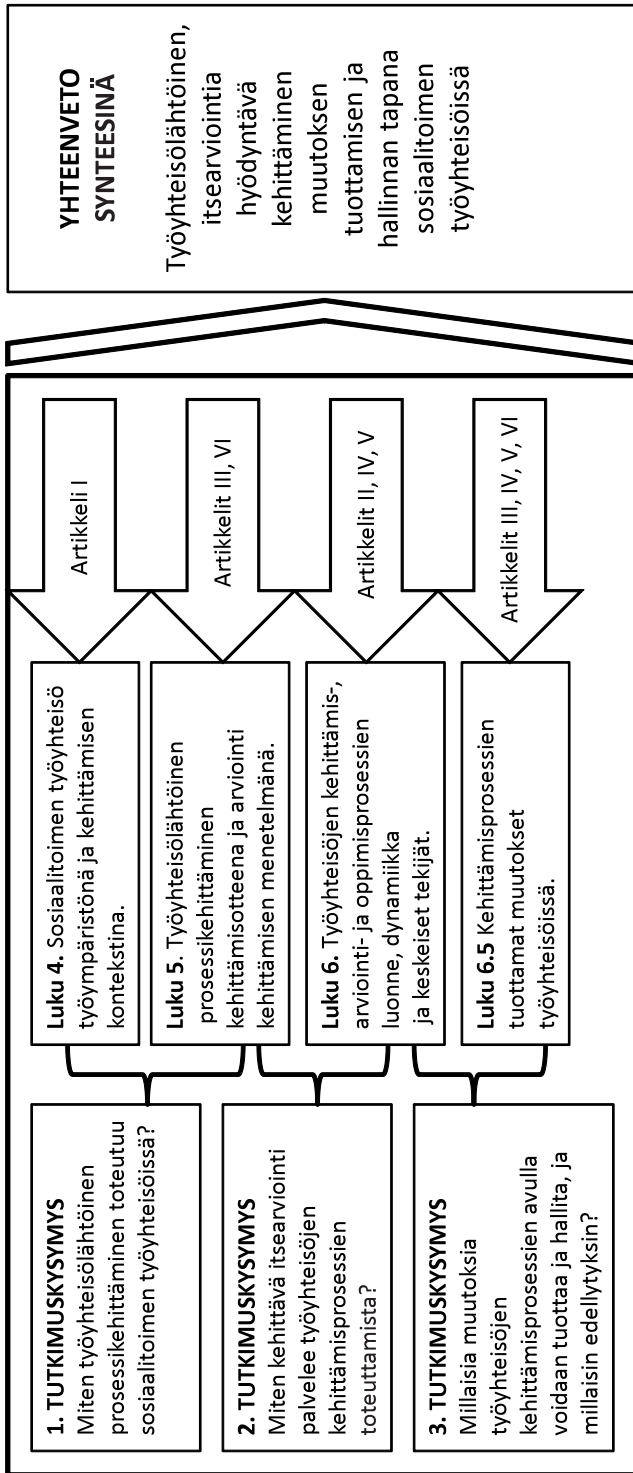 1. TUTKIMUSKYSYMYS
Miten työyhteisölähtöinen
prosessikehittäminen toteutuu
sosiaalitoimen työyhteisöissä?
2. TUTKIMUSKYSYMYS
Miten kehittävä itsearviointi
palvelee työyhteisöjen
kehittämisprosessien
toteuttamista?
3. TUTKIMUSKYSYMYS
Millaisia muutoksia
työyhteisöjen
kehittämisprosessien avulla
voidaan tuottaa ja hallita, ja
millaisin edellytyksin?
Luku 4. Sosiaalitoimen työyhteisö
työympäristönä ja kehittämisen
kontekstina.
Luku 5. Työyhteisölähtöinen
prosessikehittäminen
kehittämisotteena ja arviointi
kehittämisen menetelmänä.
Luku 6. Työyhteisöjen kehittämis-,
arviointi- ja oppimisprosessien
luonne, dynamiikka
ja keskeiset tekijät.
Luku 6.5 Kehittämisprosessien
tuottamat muutokset
työyhteisöissä.
Artikkeli I
Artikkelit III, VI
Artikkelit II, IV, V
Artikkelit III, IV, V, VI
YHTEENVETO
SYNTEESINÄ
Työyhteisölähtöinen,
itsearviointia
hyödyntävä
kehittäminen
muutoksen
tuottamisen ja
hallinnan tapana
sosiaalitoimen
työyhteisöissä